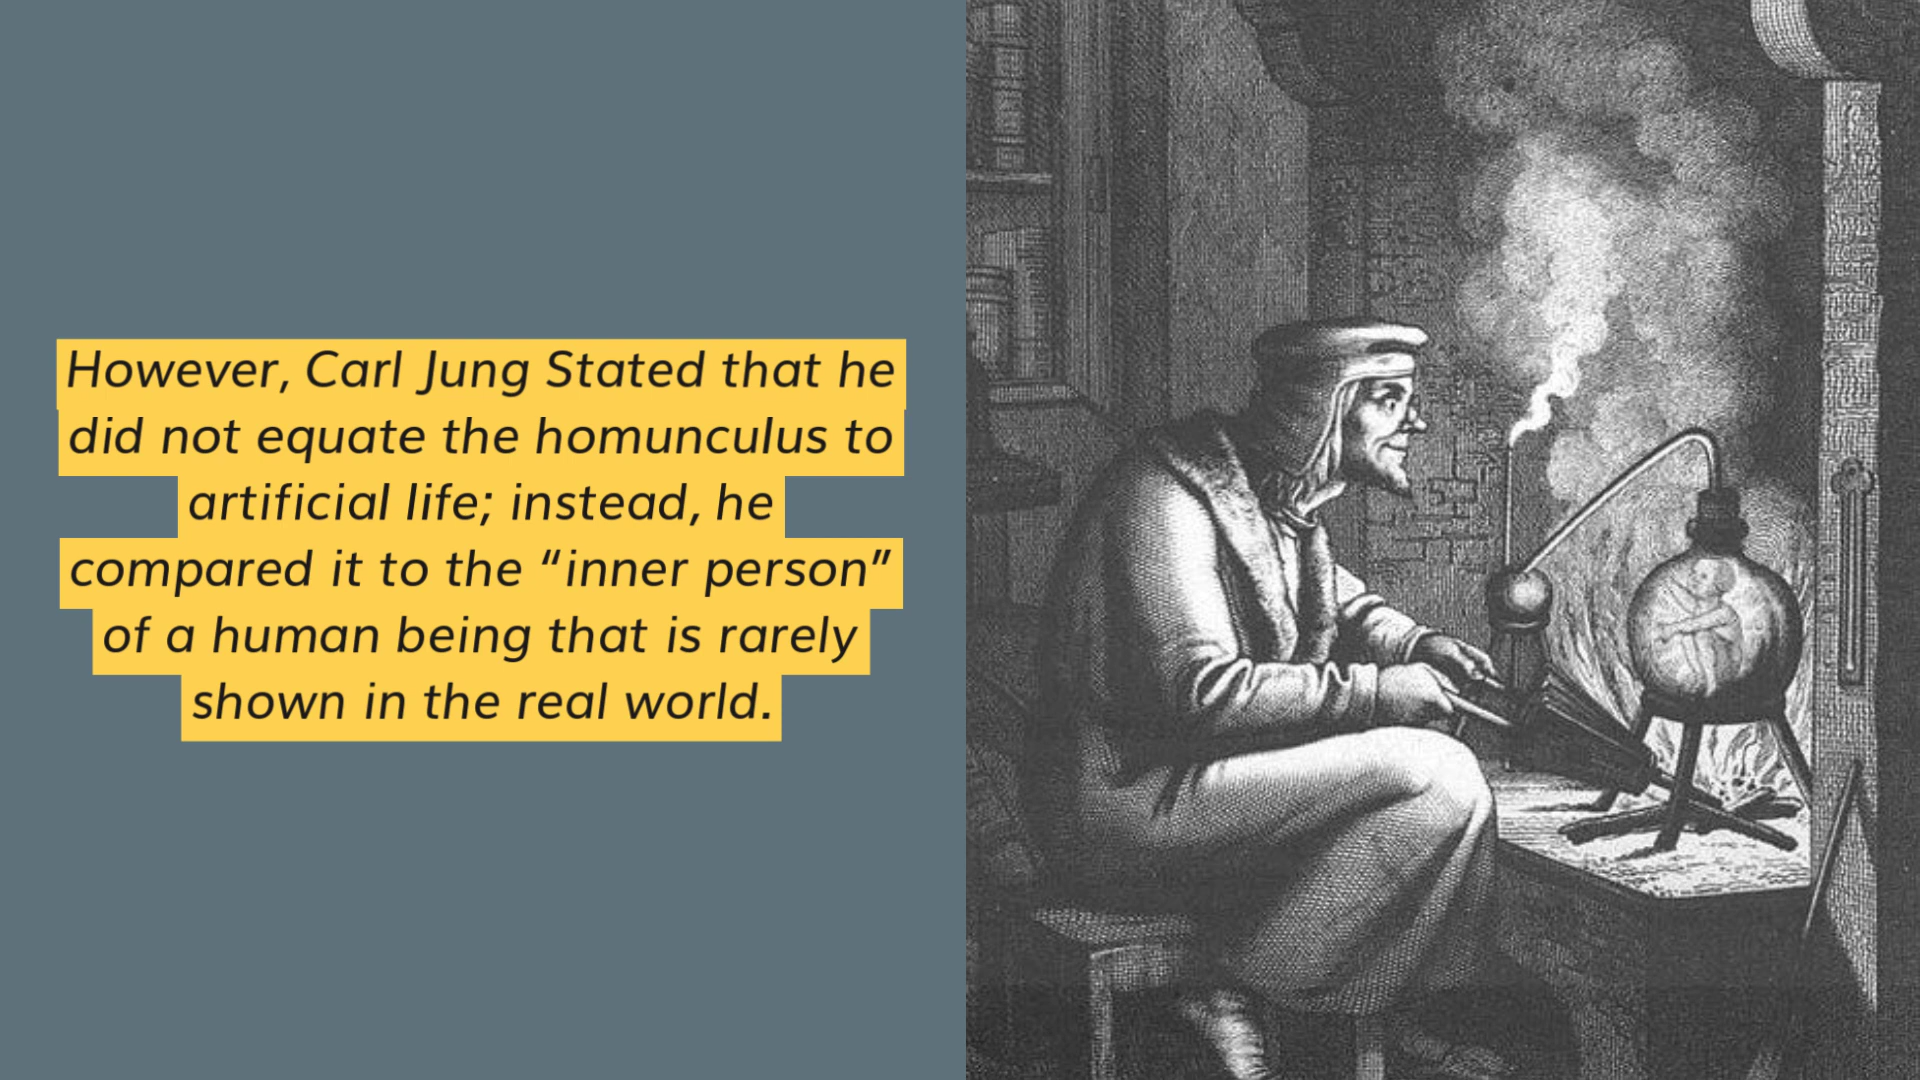 However, Carl Jung Stated that he
did not equate the homunculus to
artificial life; instead, he
compared it to the “inner person”
of a human being that is rarely
shown in the real world.